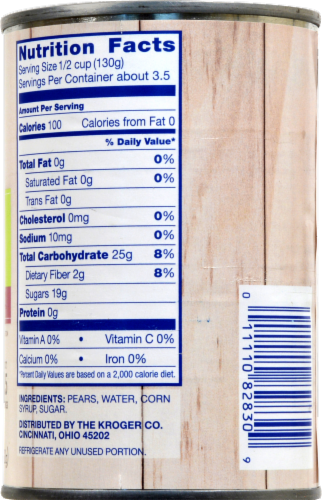 Nutrition Facts
Serving Size 1/2 cup (130g)
Servings Per Container about 3.5
Amount Per Serving
Calories 100 Calories from Fat 0
% Daily Value*
Total Fat 0g 0%
Saturated Fat 0g 0%
Trans Fat 0g
Cholesterol 0mg 0%
Sodium 10mg 0%
Total Carbohydrate 25g 8%
Dietary Fiber 2g 8%
Sugars 19g
Protein 0g
Vitamin A 0% • Vitamin C 0%
Calcium 0% • Iron 0%
*Percent Daily Values are based on a 2,000 calorie diet.
INGREDIENTS: PEARS, WATER, CORN
SYRUP, SUGAR.
DISTRIBUTED BY THE KROGER CO.
CINCINNATI, OHIO 45202
REFRIGERATE ANY UNUSED PORTION.
0 11110 82830 9